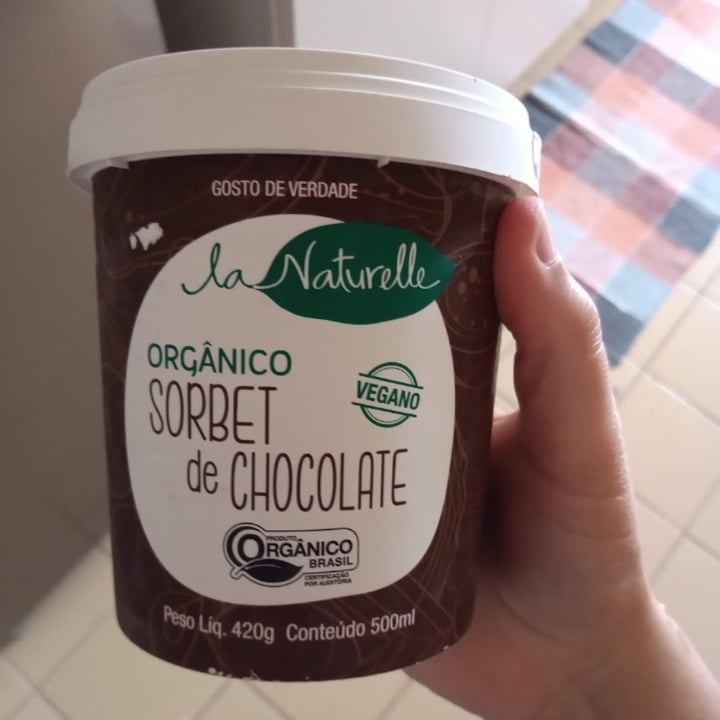 GOSTO DE VERDADE
la Naturelle
ORGÂNICO
SORBET
de CHOCOLATE
VEGANO
PRODUTO
ORGÂNICO
BRASIL
CERTIFICAÇÃO
POR AUDITORIA
Peso Líq. 420g Conteúdo 500ml